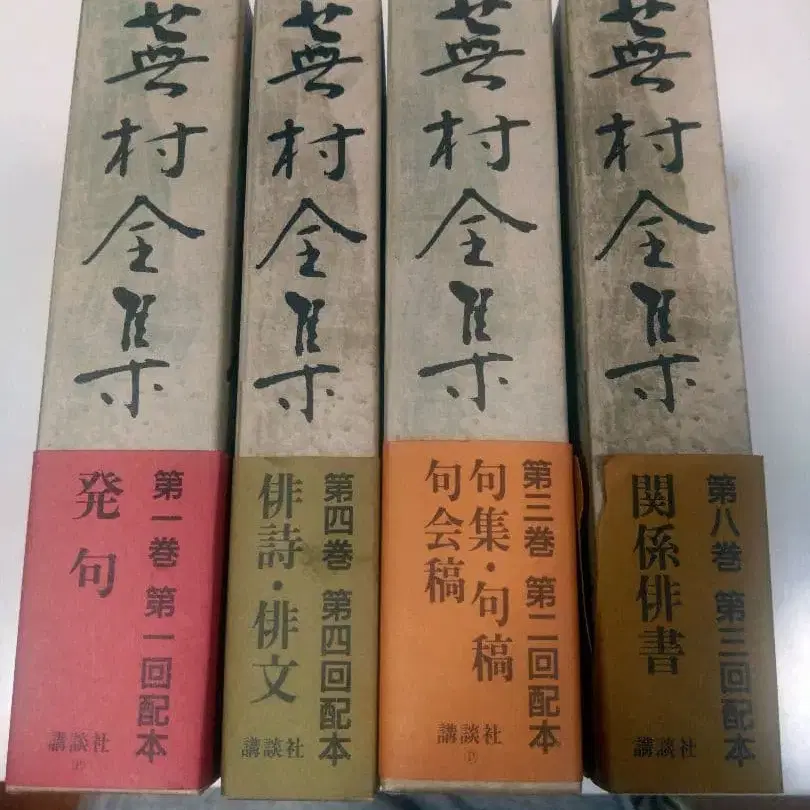 蕪村全集
第一巻 第一回配本
発句
講談社
蕪村全集
第四巻 第四回配本
俳詩・俳文
講談社
蕪村全集
第三巻 第二回配本
句集・句稿
句会稿
講談社
蕪村全集
第八巻 第三回配本
関係俳書
講談社